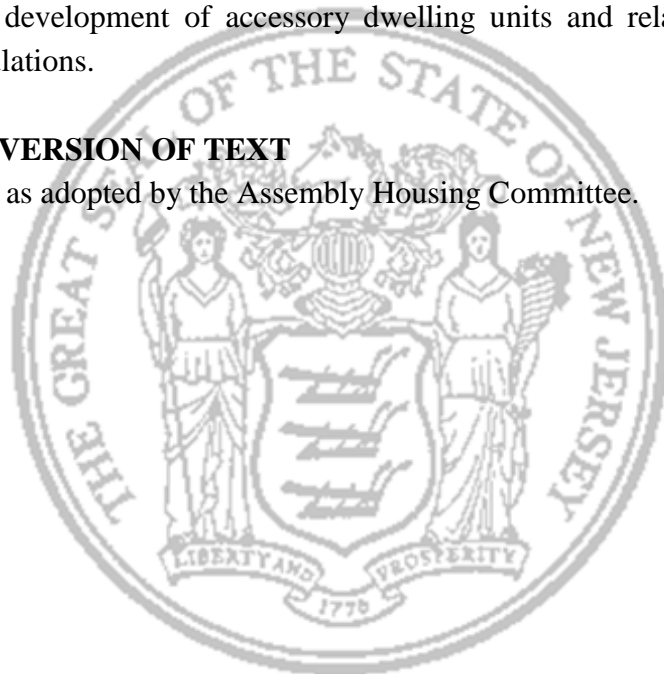 development of accessory dwelling units and rela
lations.
VERSION OF TEXT
as adopted by the Assembly Housing Committee.
THE GREAT SEAL OF THE STATE OF NEW JERSEY
LIBERTY AND PROSPERITY
1776